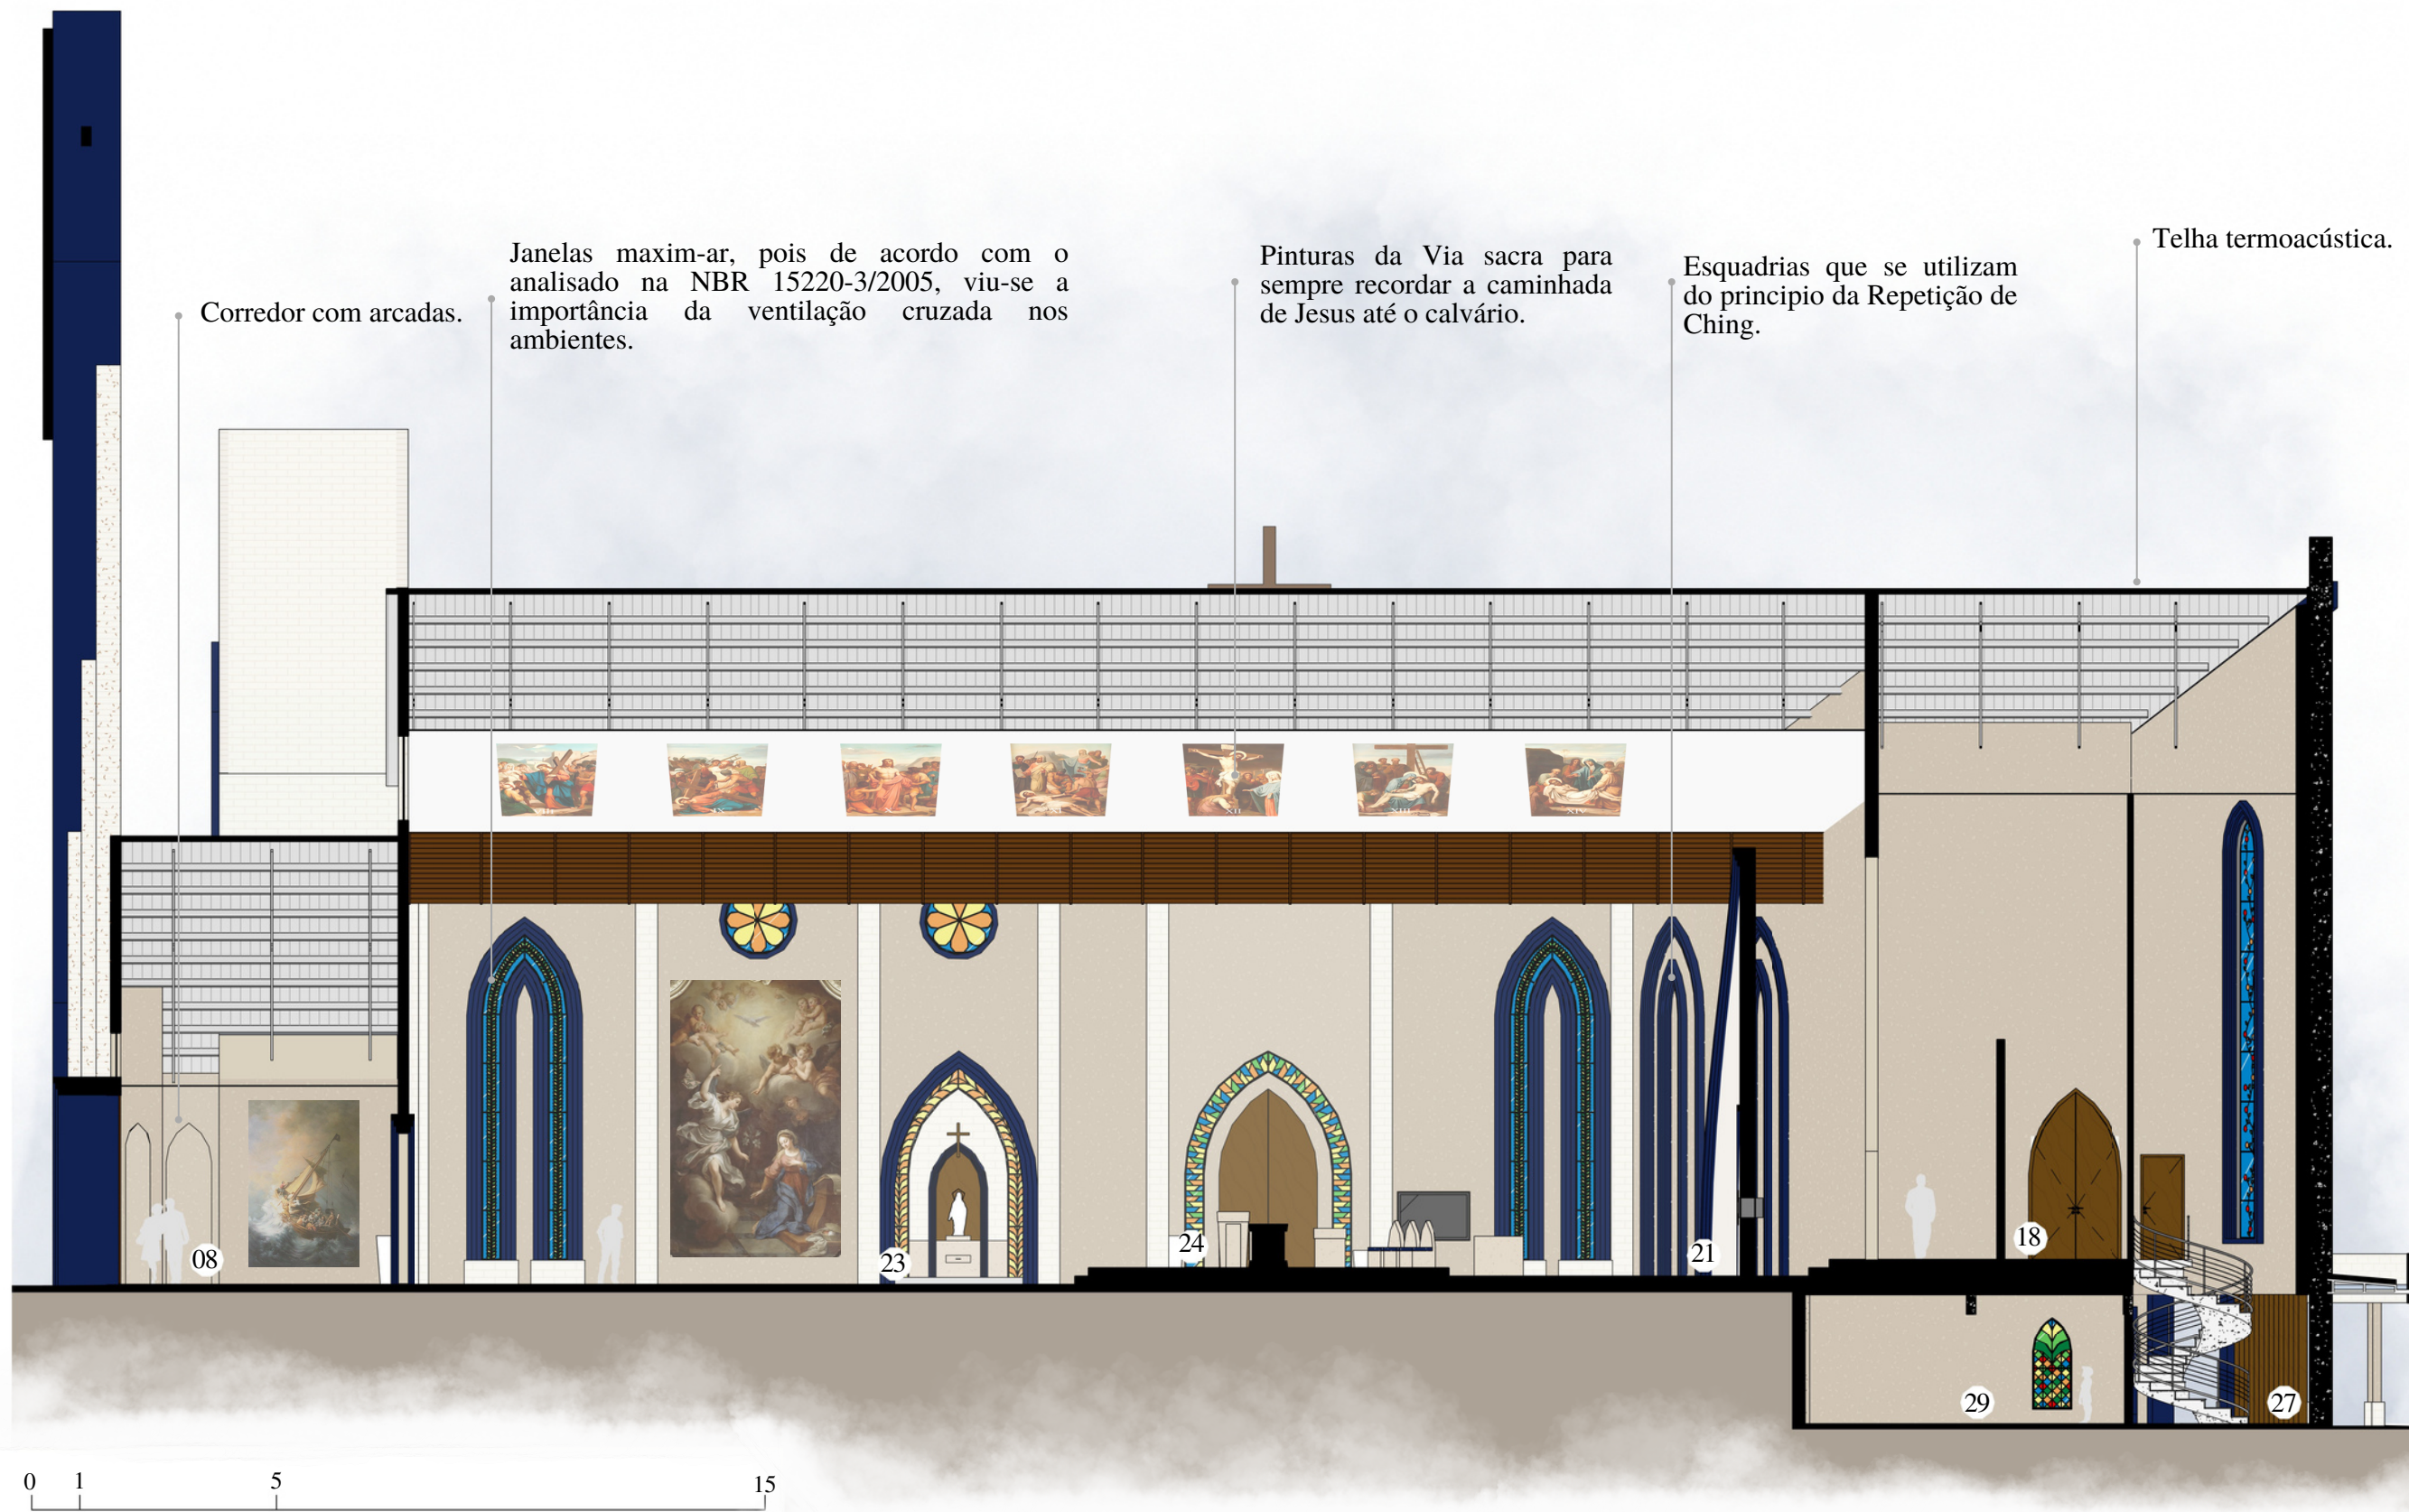 Corredor com arcadas.
Janelas maxim-ar, pois de acordo com o
analisado na NBR 15220-3/2005, viu-se a
importância da ventilação cruzada nos
ambientes.
Pinturas da Via sacra para
sempre recordar a caminhada
de Jesus até o calvário.
Esquadrias que se utilizam
do principio da Repetição de
Ching.
Telha termoacústica.
XII
XIII
XIV
08
23
24
21
18
29
27
0 1 5 15